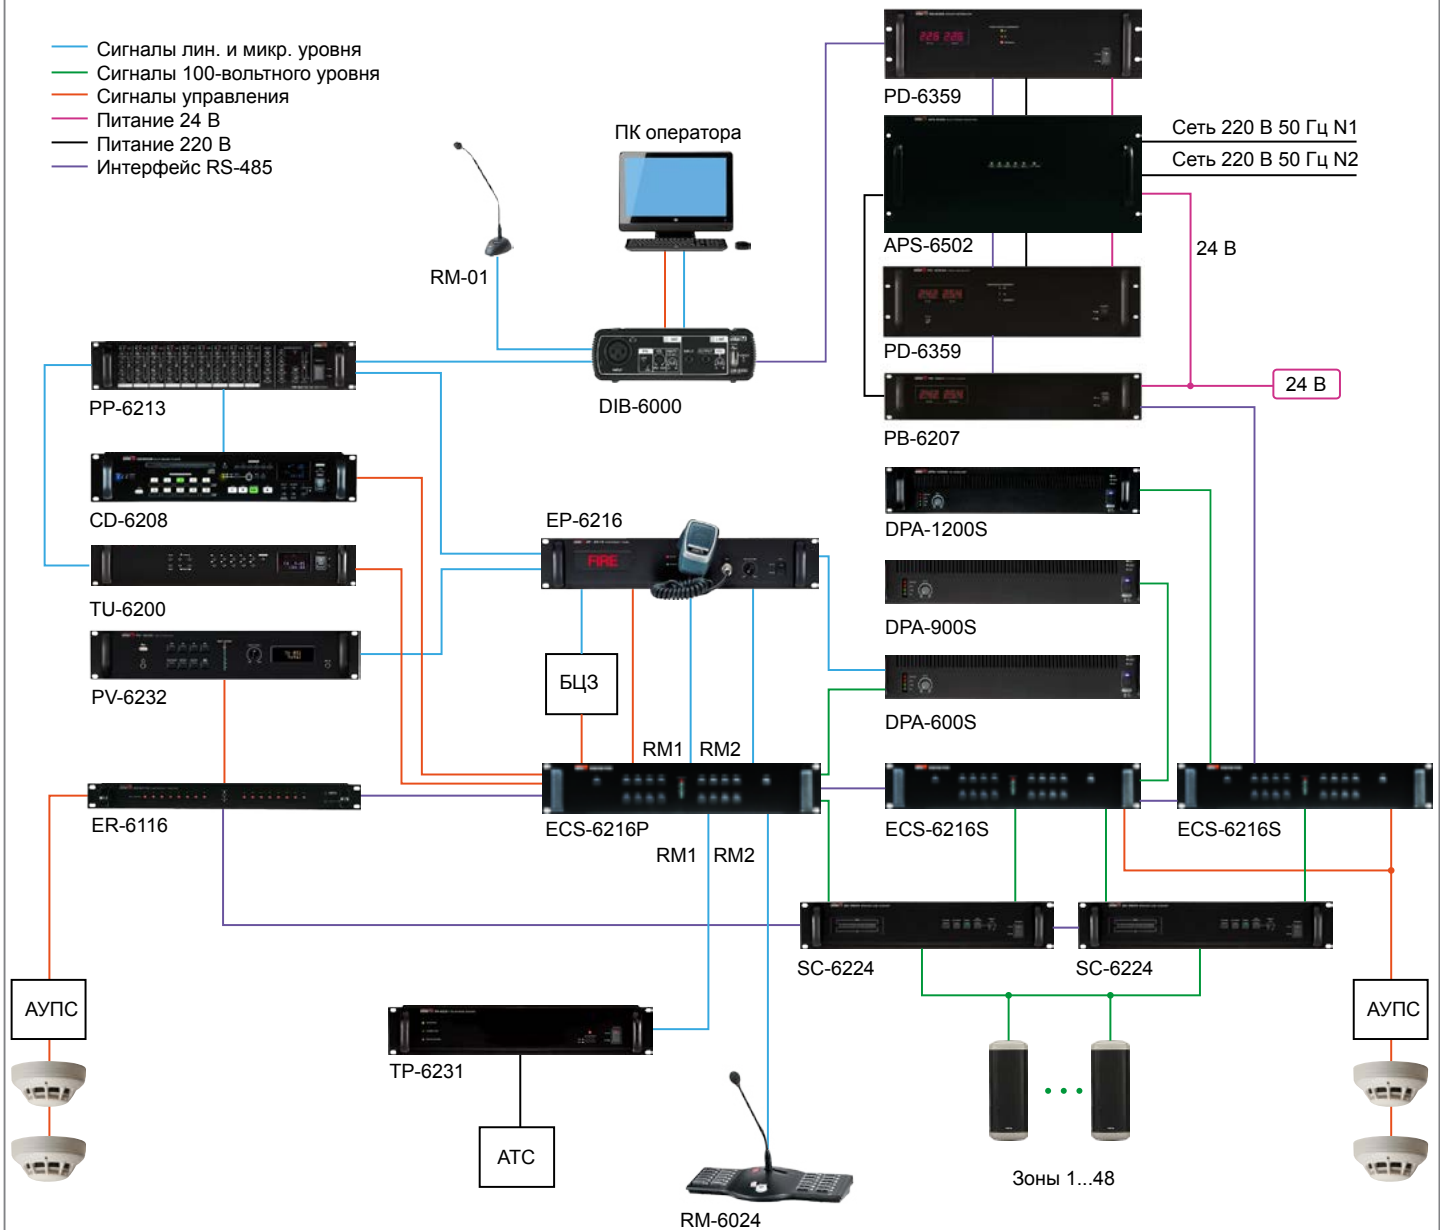 Сигналы лин. и микр. уровня
Сигналы 100-вольтного уровня
Сигналы управления
Питание 24 В
Питание 220 В
Интерфейс RS-485
ПК оператора
RM-01
DIB-6000
PD-6359
Сеть 220 В 50 Гц N1
Сеть 220 В 50 Гц N2
APS-6502
24 В
PD-6359
24 В
PB-6207
PP-6213
CD-6208
TU-6200
PV-6232
ER-6116
EP-6216
FIRE
БЦЗ
RM1 RM2
DPA-1200S
DPA-900S
DPA-600S
ECS-6216P
ECS-6216S
ECS-6216S
RM1 RM2
SC-6224
SC-6224
АУПС
АУПС
TP-6231
АТС
RM-6024
Зоны 1...48